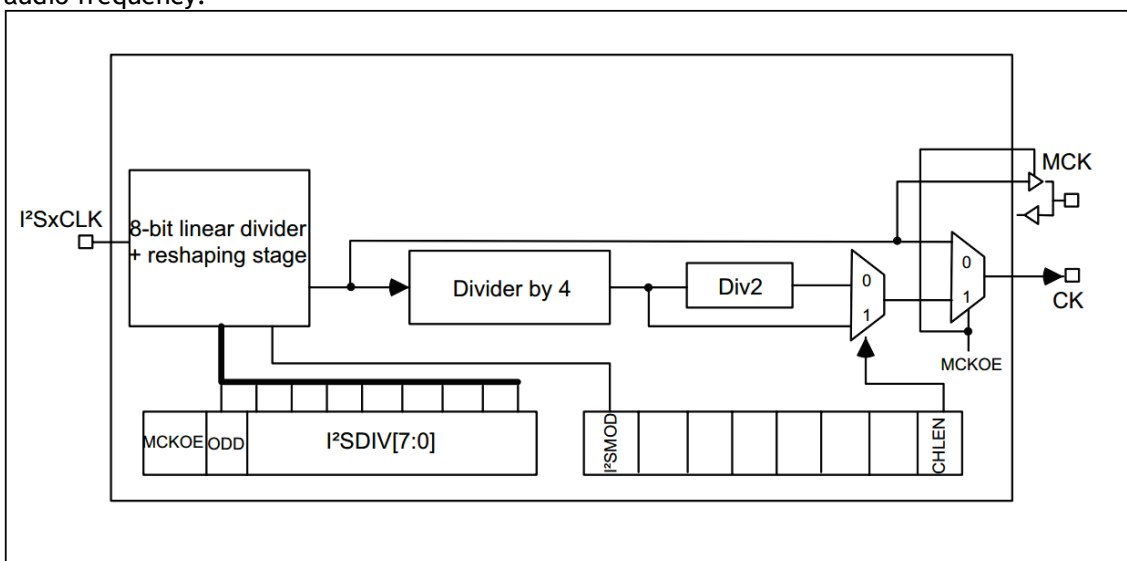 audio frequency.
MCK
I²SxCLK
8-bit linear divider
+ reshaping stage
0
0
Divider by 4
Div2
1
1
CK
MCKOE
MCKOE
ODD
I²SDIV[7:0]
I²SMOD
CHLEN